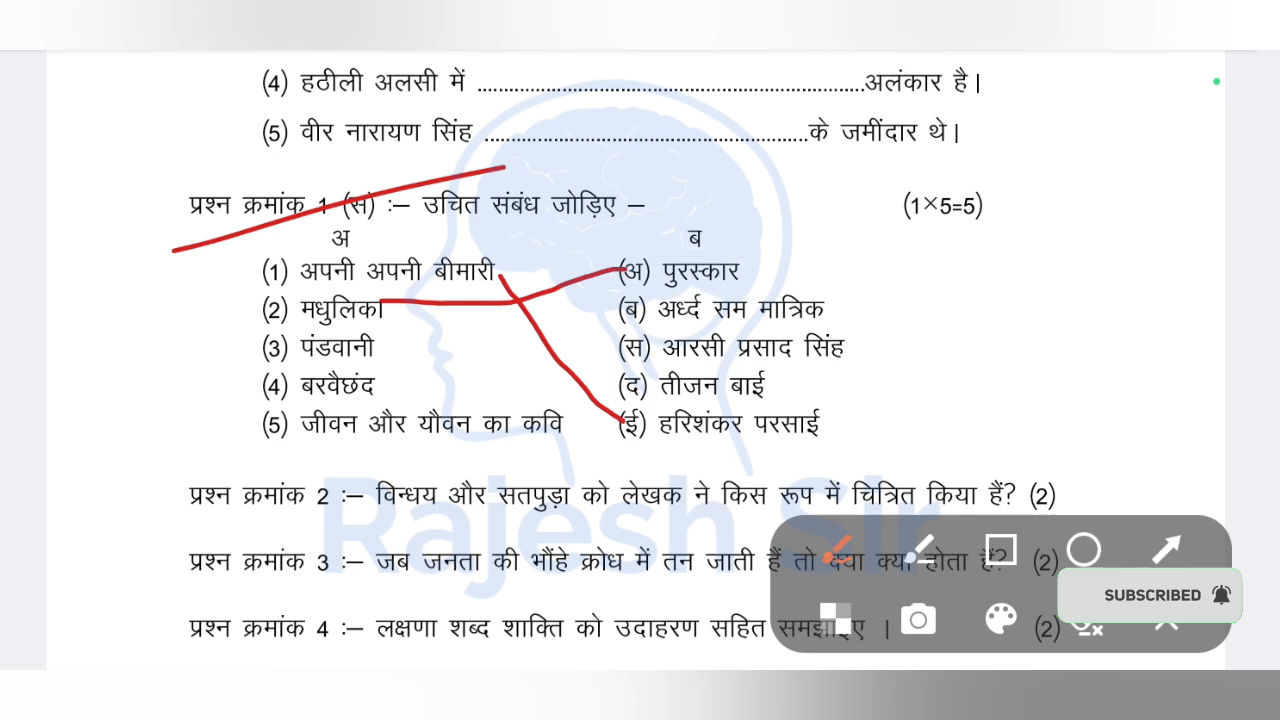 (4) हठीली अलसी में ........................................................................अलंकार है।
(5) वीर नारायण सिंह ............................................................के जमींदार थे।
प्रश्न क्रमांक 1 (स) :– उचित संबंध जोड़िए – (1×5=5)
अ ब
(1) अपनी अपनी बीमारी (अ) पुरस्कार
(2) मधुलिका (ब) अर्ध्द सम मात्रिक
(3) पंडवानी (स) आरसी प्रसाद सिंह
(4) बरवैछंद (द) तीजन बाई
(5) जीवन और यौवन का कवि (ई) हरिशंकर परसाई
प्रश्न क्रमांक 2 :– विन्धय और सतपुड़ा को लेखक ने किस रूप में चित्रित किया हैं? (2)
Rajesh Sir
प्रश्न क्रमांक 3 :– जब जनता की भौंहे क्रोध में तन जाती हैं तो क्या क्या होता हैं? (2)
SUBSCRIBED
प्रश्न क्रमांक 4 :– लक्षणा शब्द शाक्ति को उदाहरण सहित समझाइए । (2)